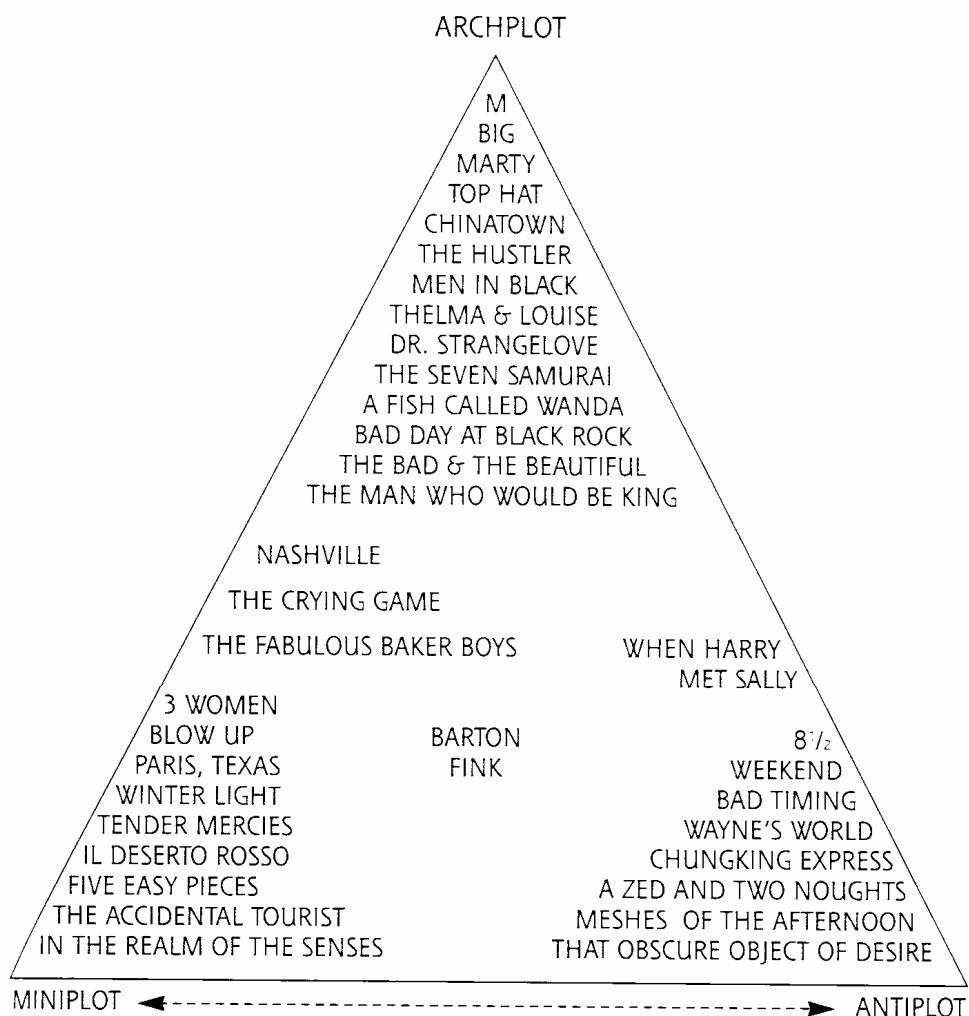 ARCHPLOT
M
BIG
MARTY
TOP HAT
CHINATOWN
THE HUSTLER
MEN IN BLACK
THELMA & LOUISE
DR. STRANGELOVE
THE SEVEN SAMURAI
A FISH CALLED WANDA
BAD DAY AT BLACK ROCK
THE BAD & THE BEAUTIFUL
THE MAN WHO WOULD BE KING
NASHVILLE
THE CRYING GAME
THE FABULOUS BAKER BOYS
WHEN HARRY
MET SALLY
3 WOMEN
BLOW UP
PARIS, TEXAS
WINTER LIGHT
TENDER MERCIES
IL DESERTO ROSSO
FIVE EASY PIECES
THE ACCIDENTAL TOURIST
IN THE REALM OF THE SENSES
BARTON
FINK
8 1/2
WEEKEND
BAD TIMING
WAYNE'S WORLD
CHUNGKING EXPRESS
A ZED AND TWO NOUGHTS
MESHES OF THE AFTERNOON
THAT OBSCURE OBJECT OF DESIRE
MINIPLOT
ANTIPLOT